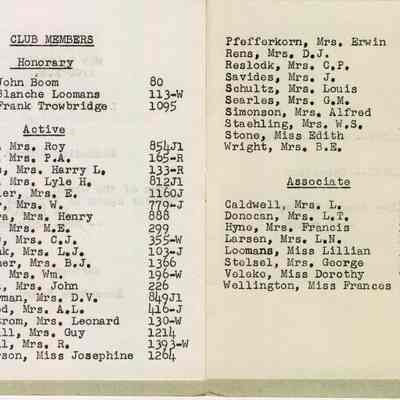 CLUB MEMBERS
Honorary
John Boom 80
Blanche Loomans 113-W
Frank Trowbridge 1095
Active
Mrs. Roy 854J1
Mrs. P.A. 165-R
Mrs. Harry L. 133-R
Mrs. Lyle H. 812J1
Mrs. E. 1160J
Mrs. W. 779-J
Mrs. Henry 888
Mrs. M.E. 299
Mrs. C.J. 355-W
Mrs. L.J. 103-J
Mrs. B.J. 1366
Mrs. Wm. 196-W
Mrs. John 226
Mrs. D.V. 849J1
Mrs. A.L. 416-J
Mrs. Leonard 130-W
Mrs. Guy 1214
Mrs. R. 1393-W
Miss Josephine 1264
Pfefferkorn, Mrs. Erwin
Rens, Mrs. D.J.
Reslock, Mrs. C.P.
Savides, Mrs. J.
Schultz, Mrs. Louis
Searles, Mrs. G.M.
Simonson, Mrs. Alfred
Staehling, Mrs. W.S.
Stone, Miss Edith
Wright, Mrs. B.E.
Associate
Caldwell, Mrs. L.
Donocan, Mrs. L.T.
Hyne, Mrs. Francis
Larsen, Mrs. L.N.
Loomans, Miss Lillian
Stelsel, Mrs. George
Veleko, Miss Dorothy
Wellington, Miss Frances